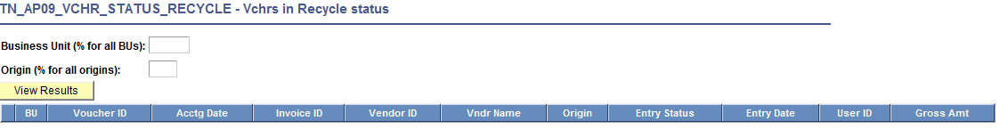 TN_AP09_VCHR_STATUS_RECYCLE - Vchrs in Recycle status
Business Unit (% for all BUs):
Origin (% for all origins):
View Results
BU Voucher ID Acctg Date Invoice ID Vendor ID Vndr Name Origin Entry Status Entry Date User ID Gross Amt